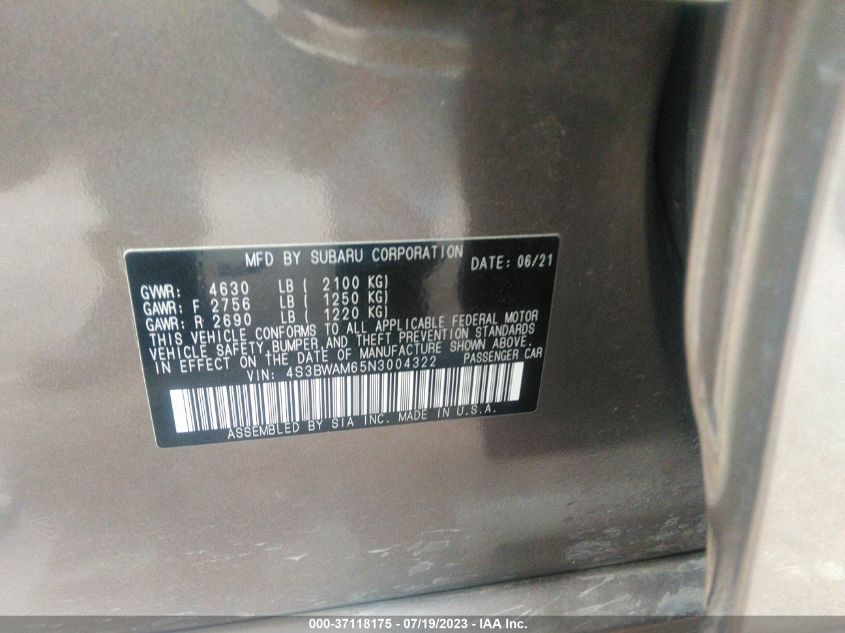 MFD BY SUBARU CORPORATION DATE: 06/21
GVWR: 4630 LB ( 2100 KG)
GAWR: F 2756 LB ( 1250 KG)
GAWR: R 2690 LB ( 1220 KG)
THIS VEHICLE CONFORMS TO ALL APPLICABLE FEDERAL MOTOR
VEHICLE SAFETY, BUMPER, AND THEFT PREVENTION STANDARDS
IN EFFECT ON THE DATE OF MANUFACTURE SHOWN ABOVE.
VIN: 4S3BWAM65N3004322 PASSENGER CAR
ASSEMBLED BY SIA INC. MADE IN U.S.A.
000-37118175 - 07/19/2023 - IAA Inc.